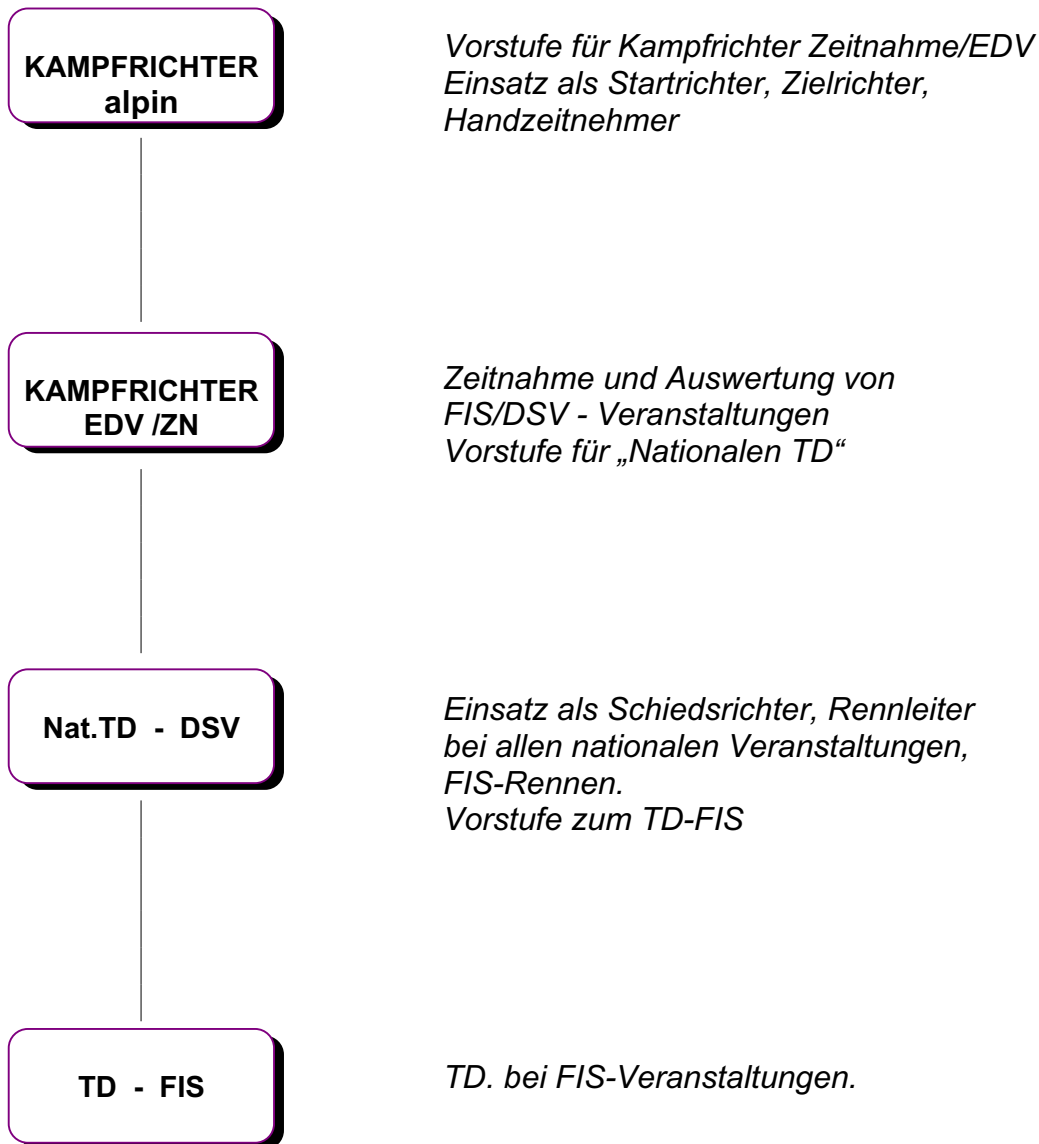 KAMPFRICHTER
alpin
Vorstufe für Kampfrichter Zeitnahme/EDV
Einsatz als Startrichter, Zielrichter,
Handzeitnehmer
KAMPFRICHTER
EDV /ZN
Zeitnahme und Auswertung von
FIS/DSV - Veranstaltungen
Vorstufe für „Nationalen TD“
Nat.TD - DSV
Einsatz als Schiedsrichter, Rennleiter
bei allen nationalen Veranstaltungen,
FIS-Rennen.
Vorstufe zum TD-FIS
TD - FIS
TD. bei FIS-Veranstaltungen.